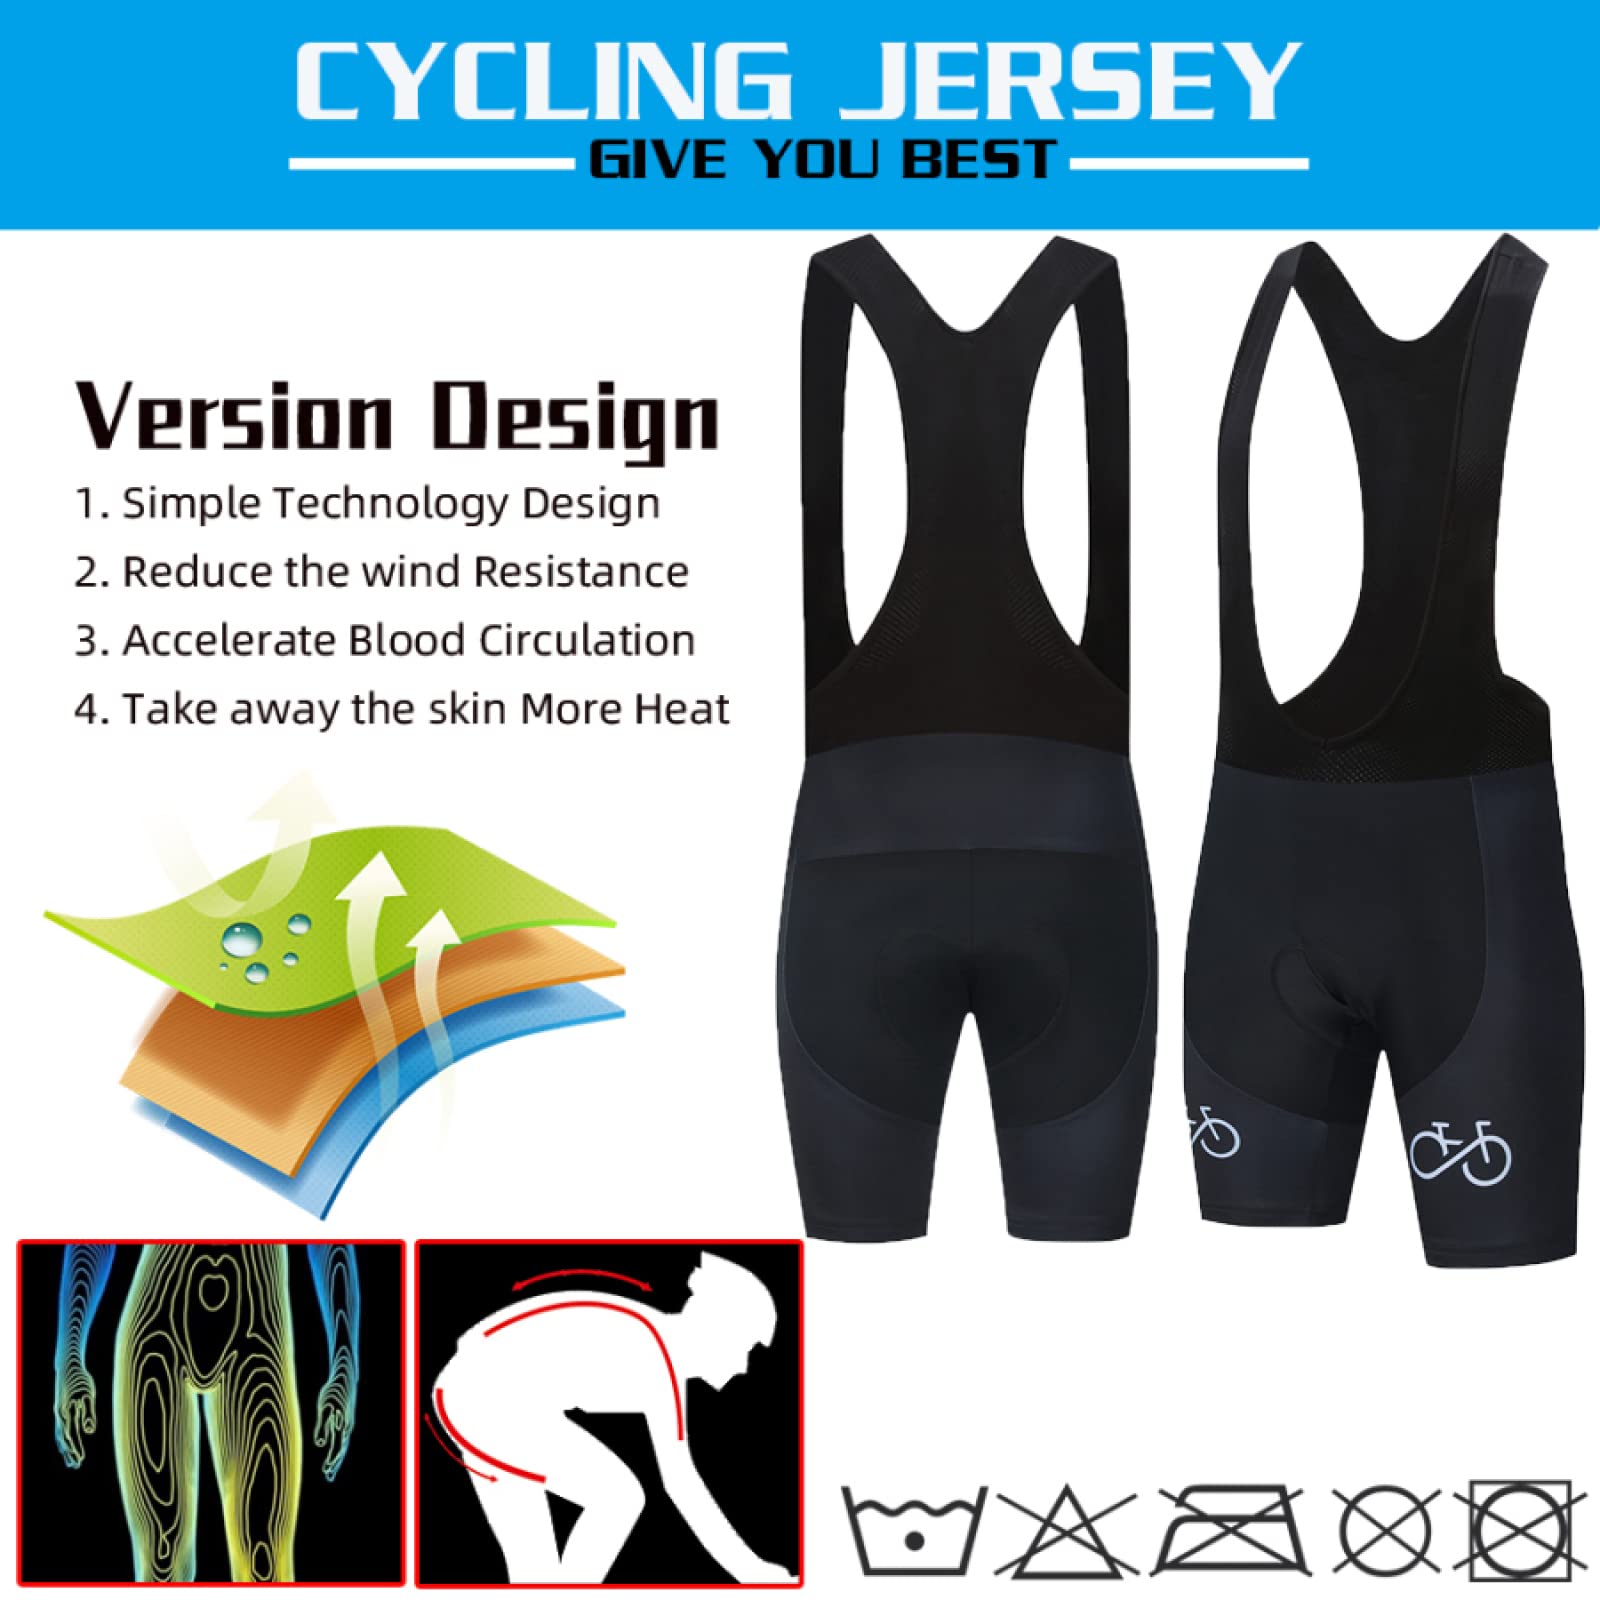 CYCLING JERSEY
GIVE YOU BEST
Version Design
1. Simple Technology Design
2. Reduce the wind Resistance
3. Accelerate Blood Circulation
4. Take away the skin More Heat